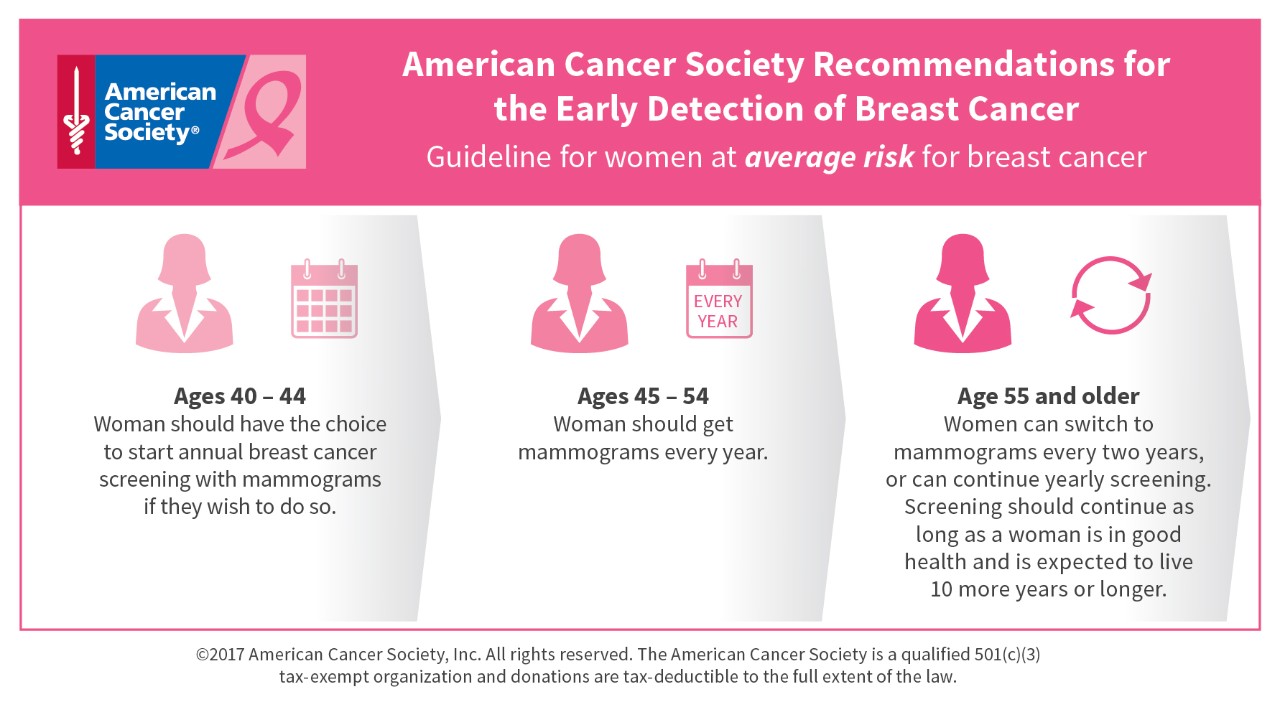 American
Cancer
Society®
American Cancer Society Recommendations for
the Early Detection of Breast Cancer
Guideline for women at average risk for breast cancer
EVERY
YEAR
Ages 40 – 44
Woman should have the choice
to start annual breast cancer
screening with mammograms
if they wish to do so.
Ages 45 – 54
Woman should get
mammograms every year.
Age 55 and older
Women can switch to
mammograms every two years,
or can continue yearly screening.
Screening should continue as
long as a woman is in good
health and is expected to live
10 more years or longer.
©2017 American Cancer Society, Inc. All rights reserved. The American Cancer Society is a qualified 501(c)(3)
tax-exempt organization and donations are tax-deductible to the full extent of the law.